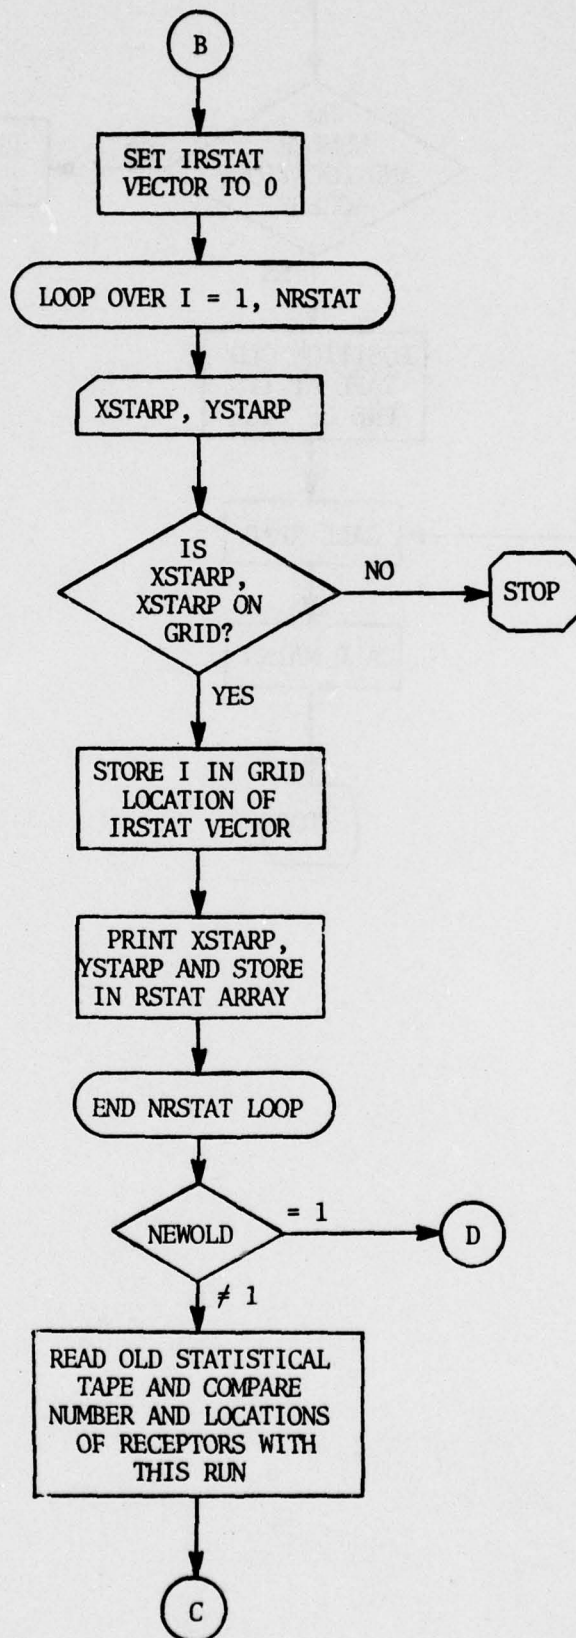 B
SET IRSTAT
VECTOR TO 0
LOOP OVER I = 1, NRSTAT
XSTARP, YSTARP
IS
XSTARP,
XSTARP ON
GRID?
NO
STOP
YES
STORE I IN GRID
LOCATION OF
IRSTAT VECTOR
PRINT XSTARP,
YSTARP AND STORE
IN RSTAT ARRAY
END NRSTAT LOOP
NEWOLD
= 1
D
≠ 1
READ OLD STATISTICAL
TAPE AND COMPARE
NUMBER AND LOCATIONS
OF RECEPTORS WITH
THIS RUN
C